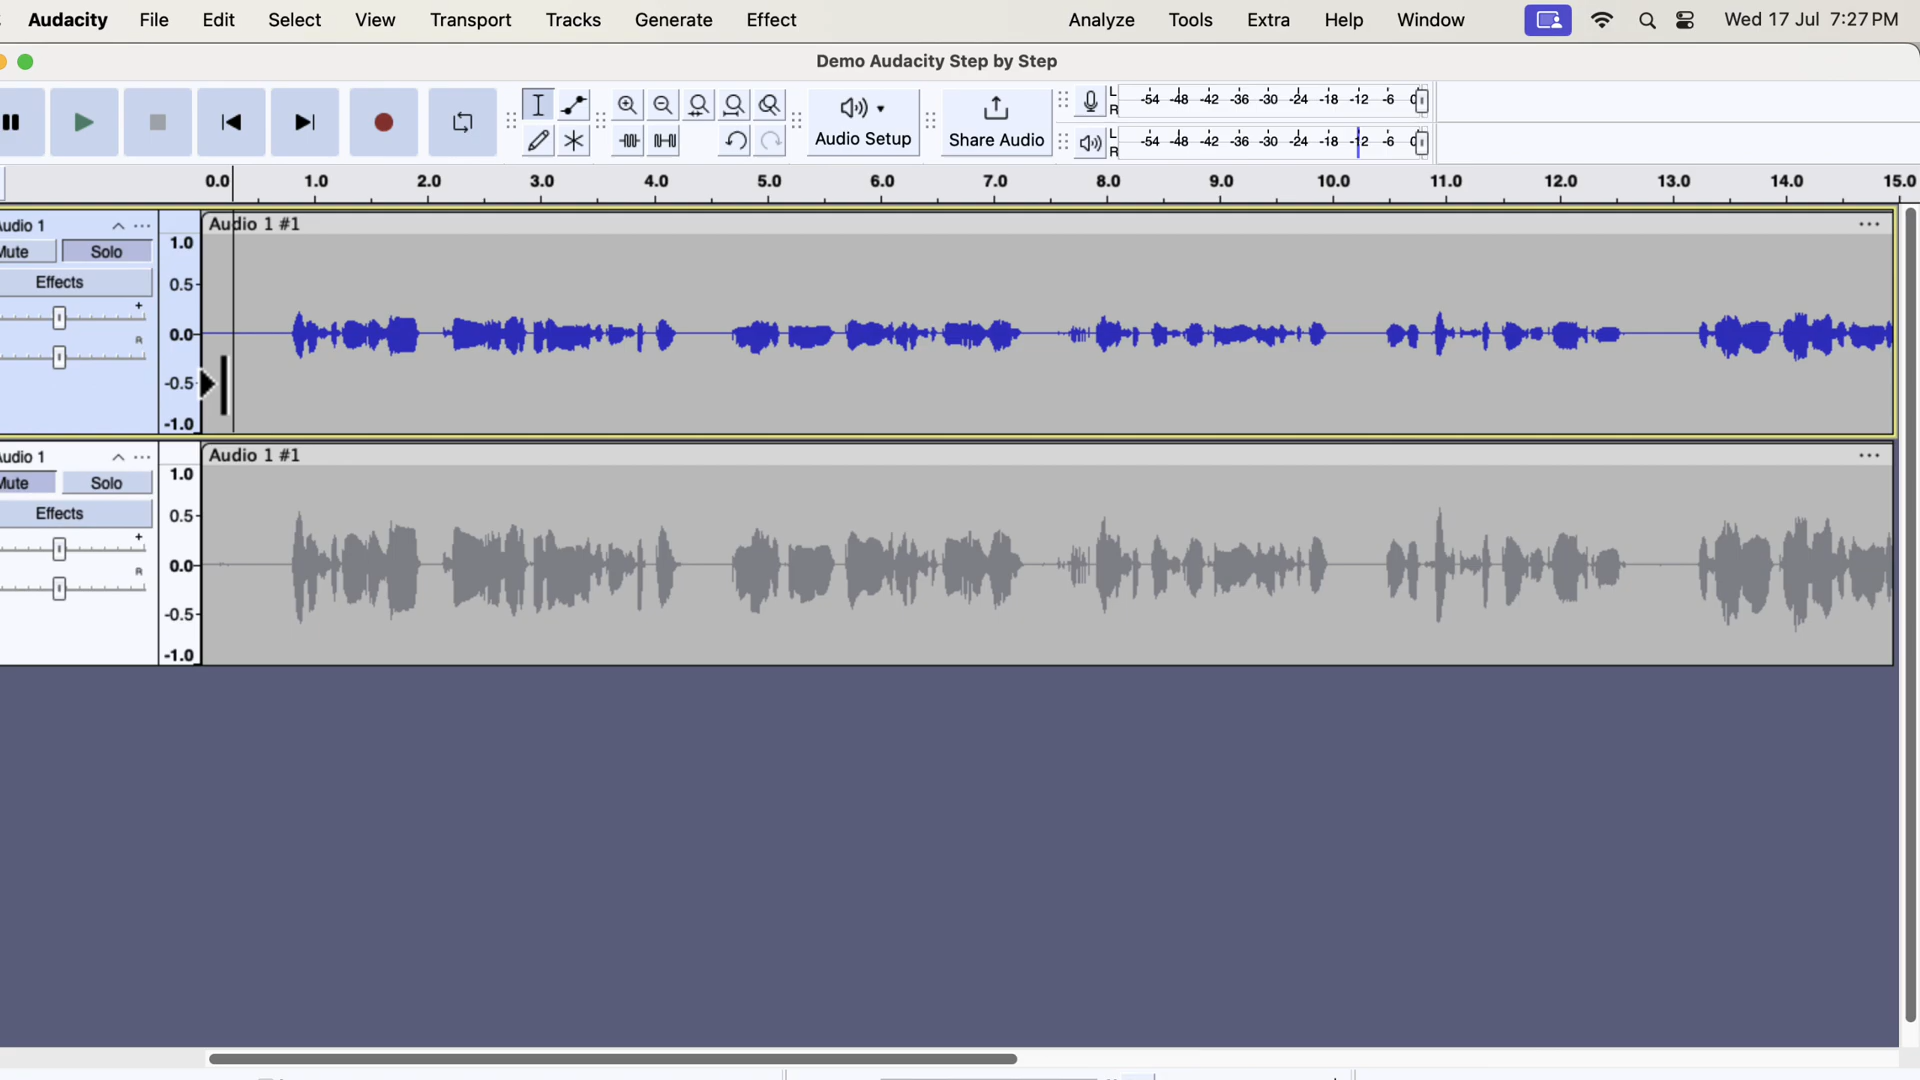 Audacity File Edit Select View Transport Tracks Generate Effect Analyze Tools Extra Help Window Wed 17 Jul 7:27 PM
Demo Audacity Step by Step
Audio Setup
Share Audio
L
R
-54 -48 -42 -36 -30 -24 -18 -12 -6 0
L
R
-54 -48 -42 -36 -30 -24 -18 -12 -6 0
0.0 1.0 2.0 3.0 4.0 5.0 6.0 7.0 8.0 9.0 10.0 11.0 12.0 13.0 14.0 15.0
Audio 1
Mute Solo
Effects
+
R
1.0
0.5
0.0
-0.5
-1.0
Audio 1 #1
Audio 1
Mute Solo
Effects
+
R
1.0
0.5
0.0
-0.5
-1.0
Audio 1 #1